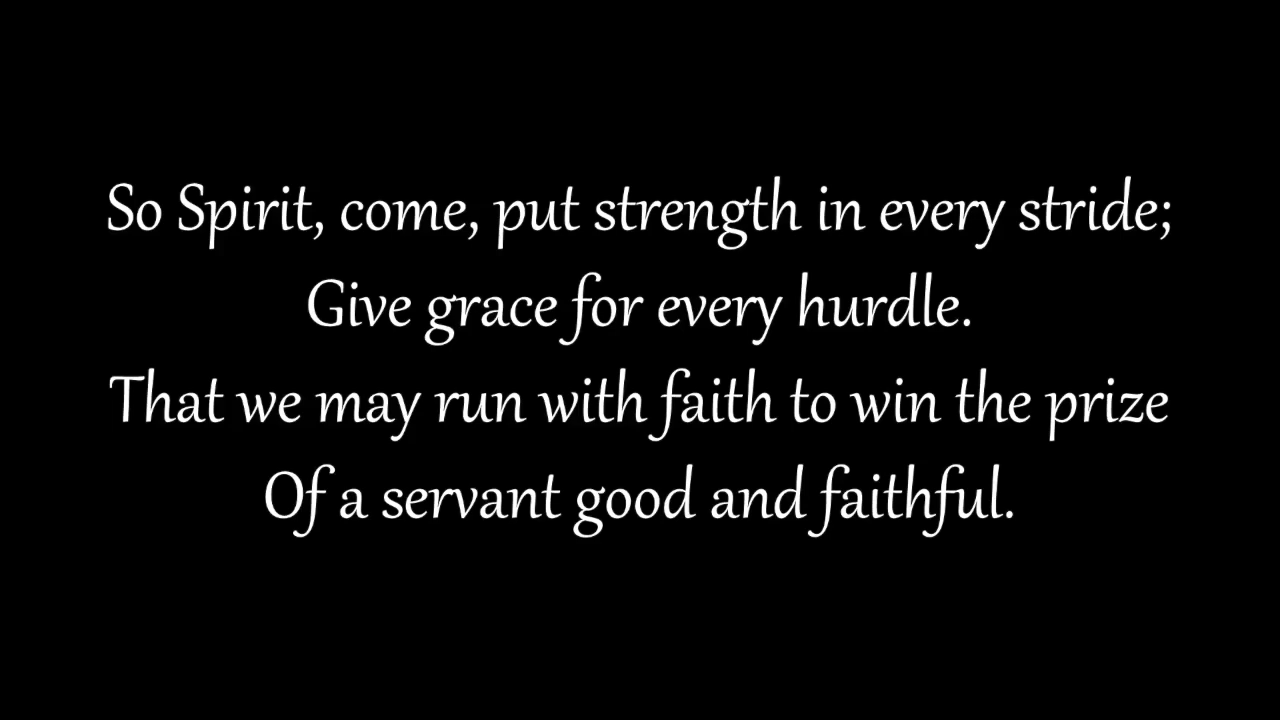 So Spirit, come, put strength in every stride;
Give grace for every hurdle.
That we may run with faith to win the prize
Of a servant good and faithful.